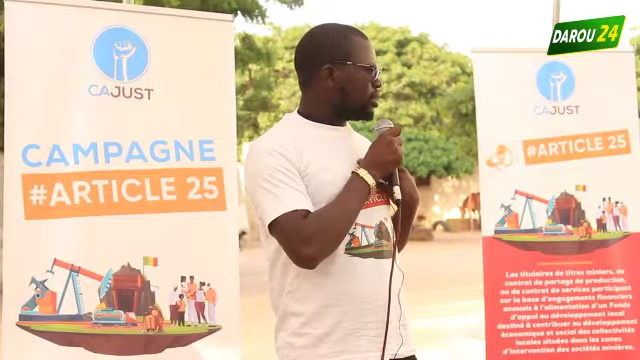 DAROU 24
CAJUST
CAMPAGNE
#ARTICLE 25
CAJUST
#ARTICLE 25
Les titulaires de titres miniers, de
contrat de partage de production,
ou de contrat de services participent
sur la base d'engagements financiers
annuels à l'alimentation d'un Fonds
d'appui au développement local
destiné à contribuer au développement
économique et social des collectivités
locales situées dans les zones
d'intervention des sociétés minières.